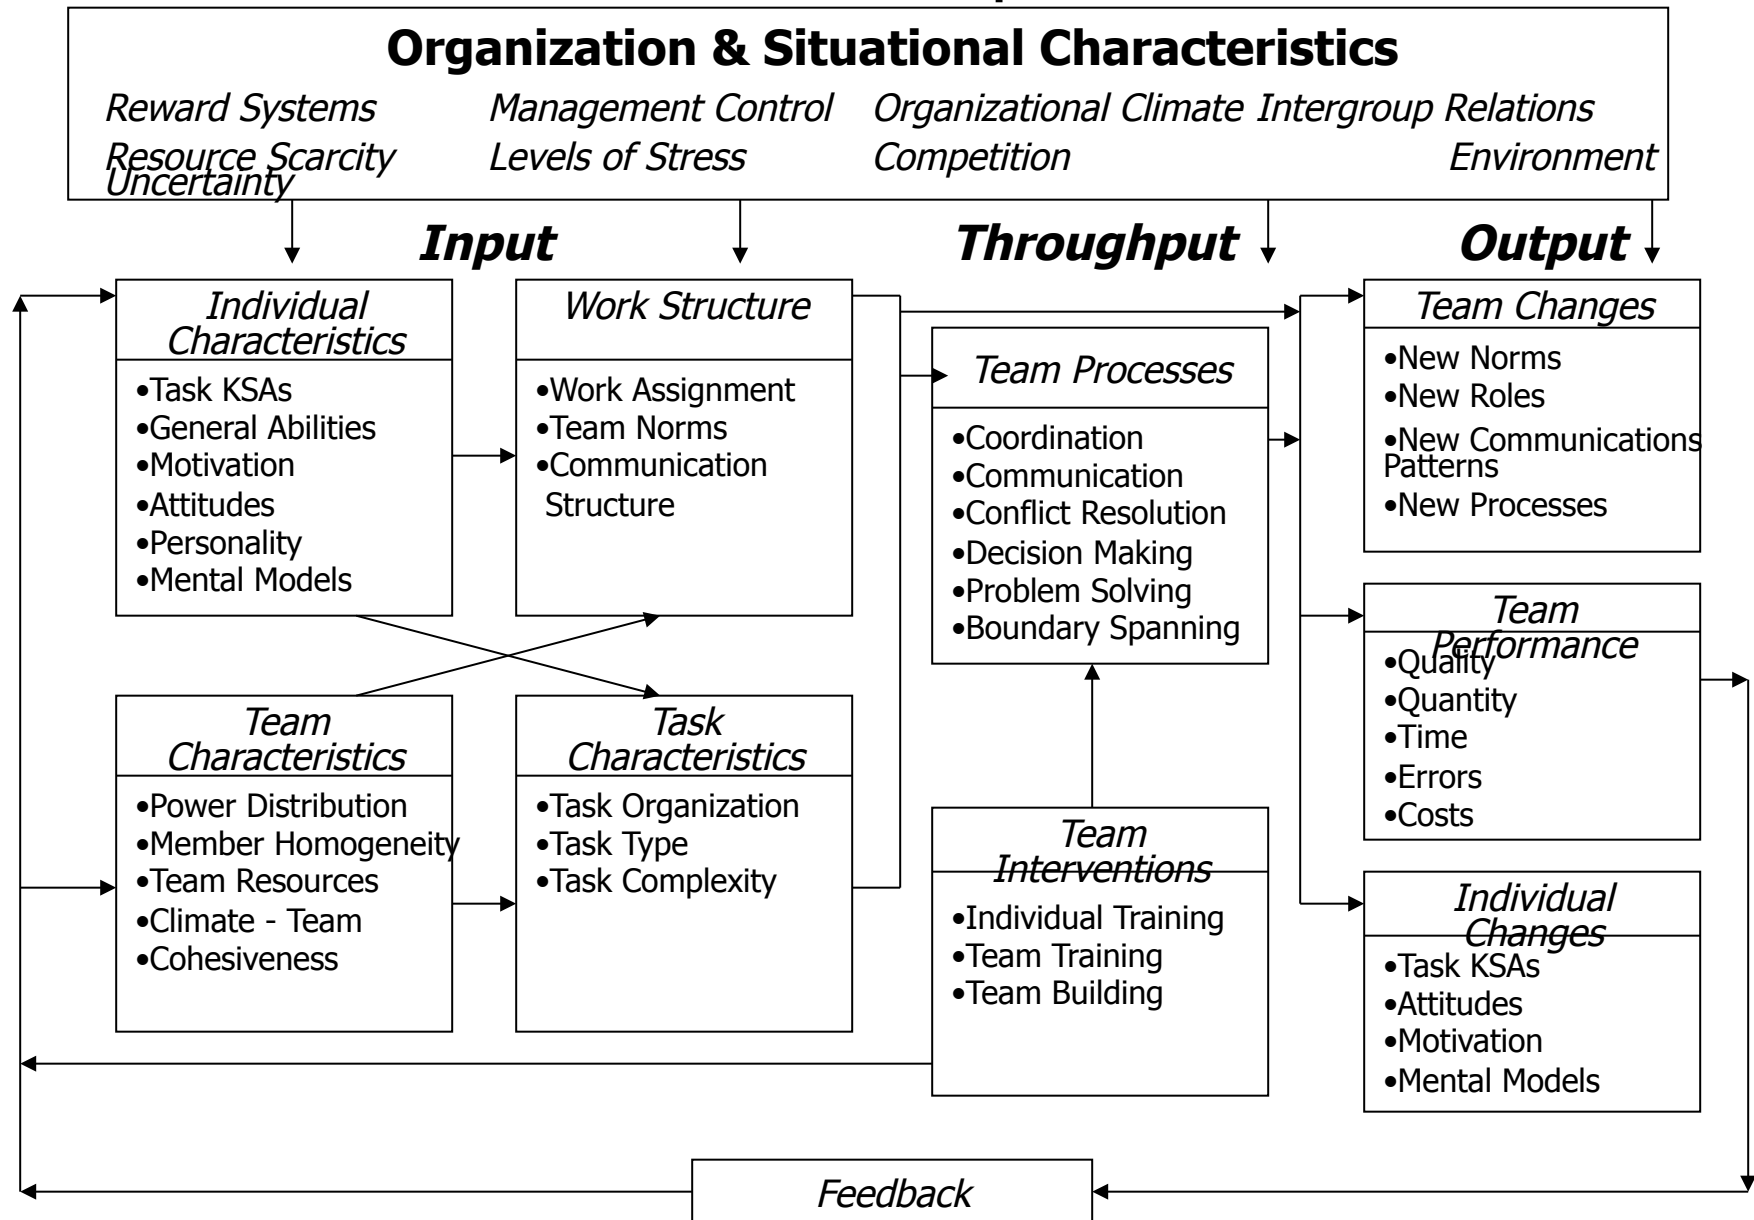 Organization & Situational Characteristics
Reward Systems Management Control Organizational Climate Intergroup Relations
Resource Scarcity Levels of Stress Competition Environment
Uncertainty
Input Throughput Output
Individual
Characteristics
•Task KSAs
•General Abilities
•Motivation
•Attitudes
•Personality
•Mental Models
Work Structure
•Work Assignment
•Team Norms
•Communication
Structure
Team
Characteristics
•Power Distribution
•Member Homogeneity
•Team Resources
•Climate - Team
•Cohesiveness
Task
Characteristics
•Task Organization
•Task Type
•Task Complexity
Team Processes
•Coordination
•Communication
•Conflict Resolution
•Decision Making
•Problem Solving
•Boundary Spanning
Team
Interventions
•Individual Training
•Team Training
•Team Building
Team Changes
•New Norms
•New Roles
•New Communications
Patterns
•New Processes
Team
Performance
•Quality
•Quantity
•Time
•Errors
•Costs
Individual
Changes
•Task KSAs
•Attitudes
•Motivation
•Mental Models
Feedback